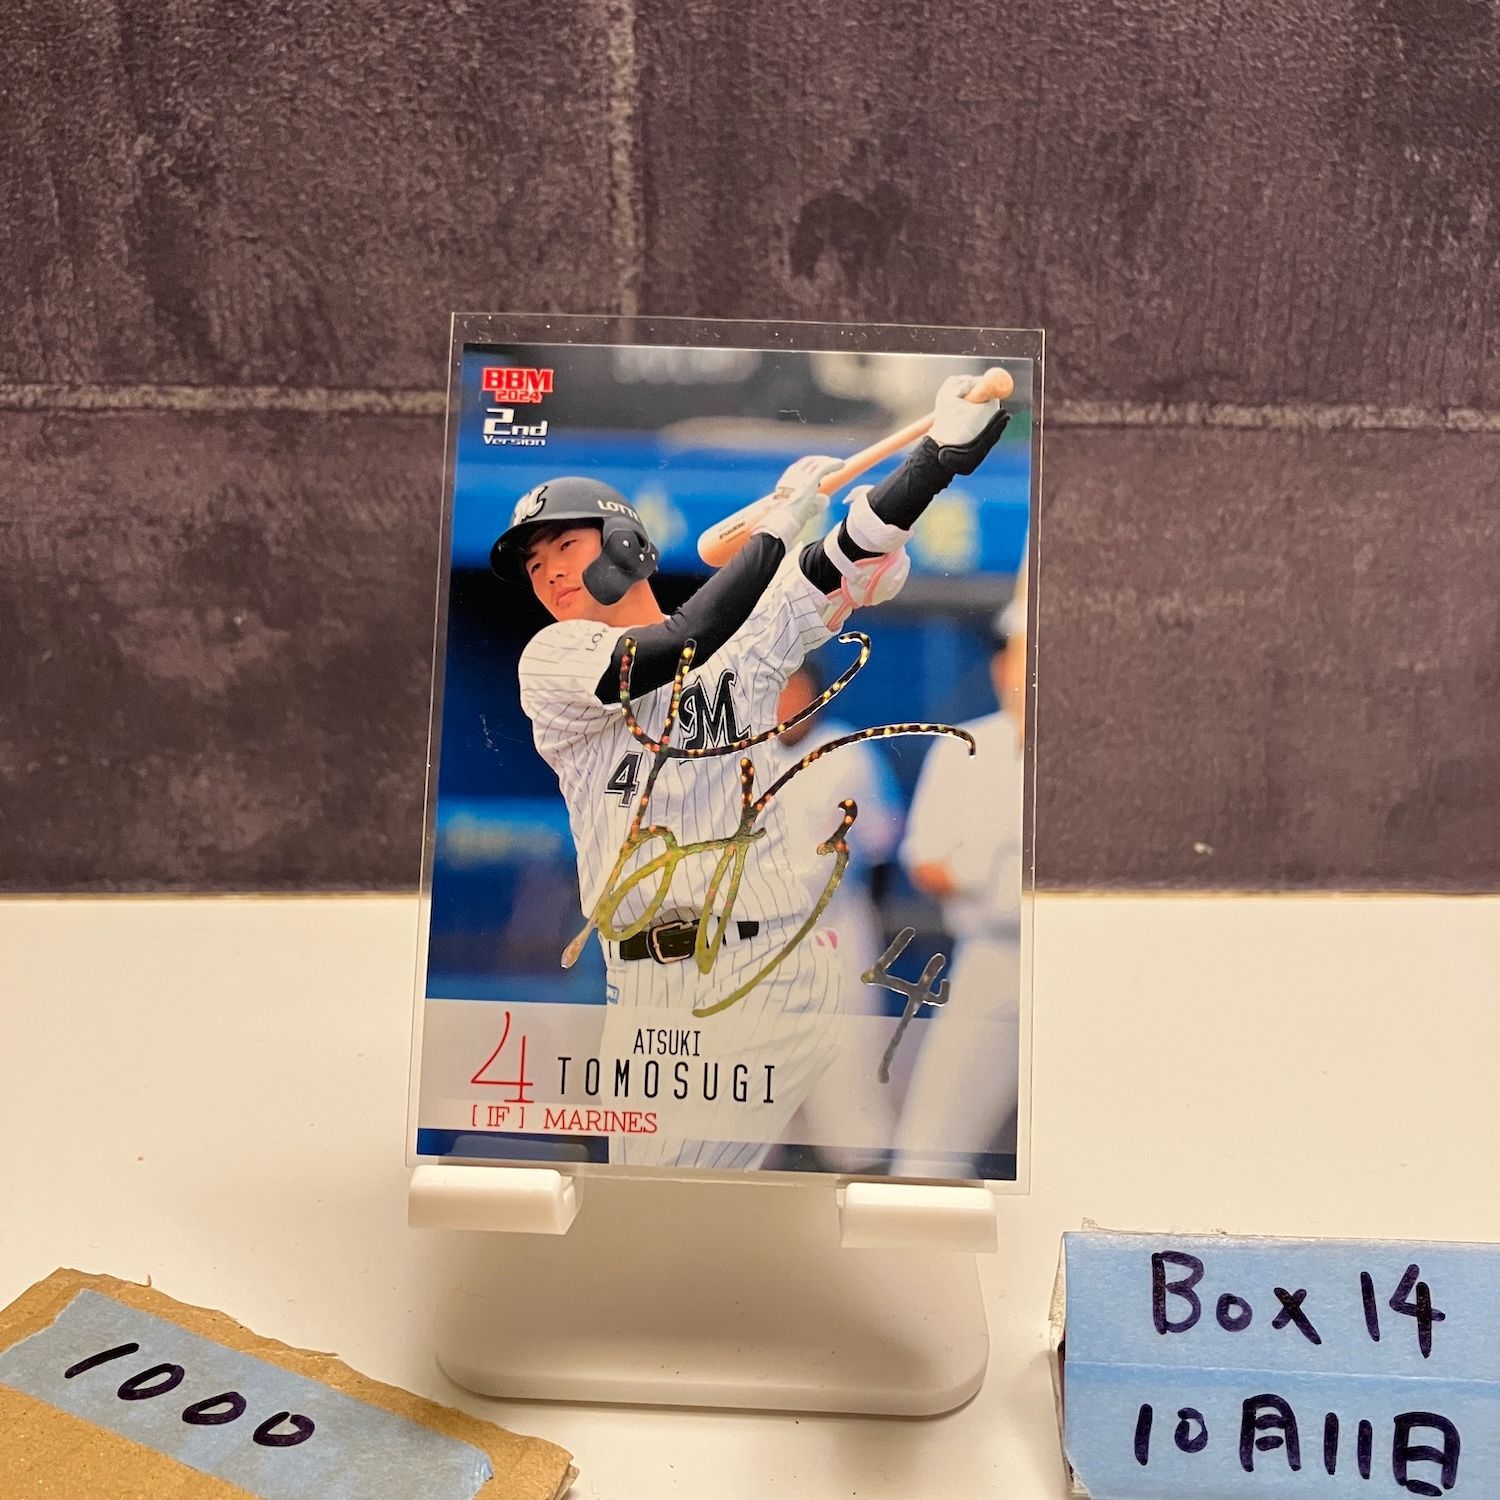 BBM
2024
2nd
Version
LOTTE
M
4
4
4
ATSUKI
TOMOSUGI
[ IF ] MARINES
1000
Box 14
10月11日